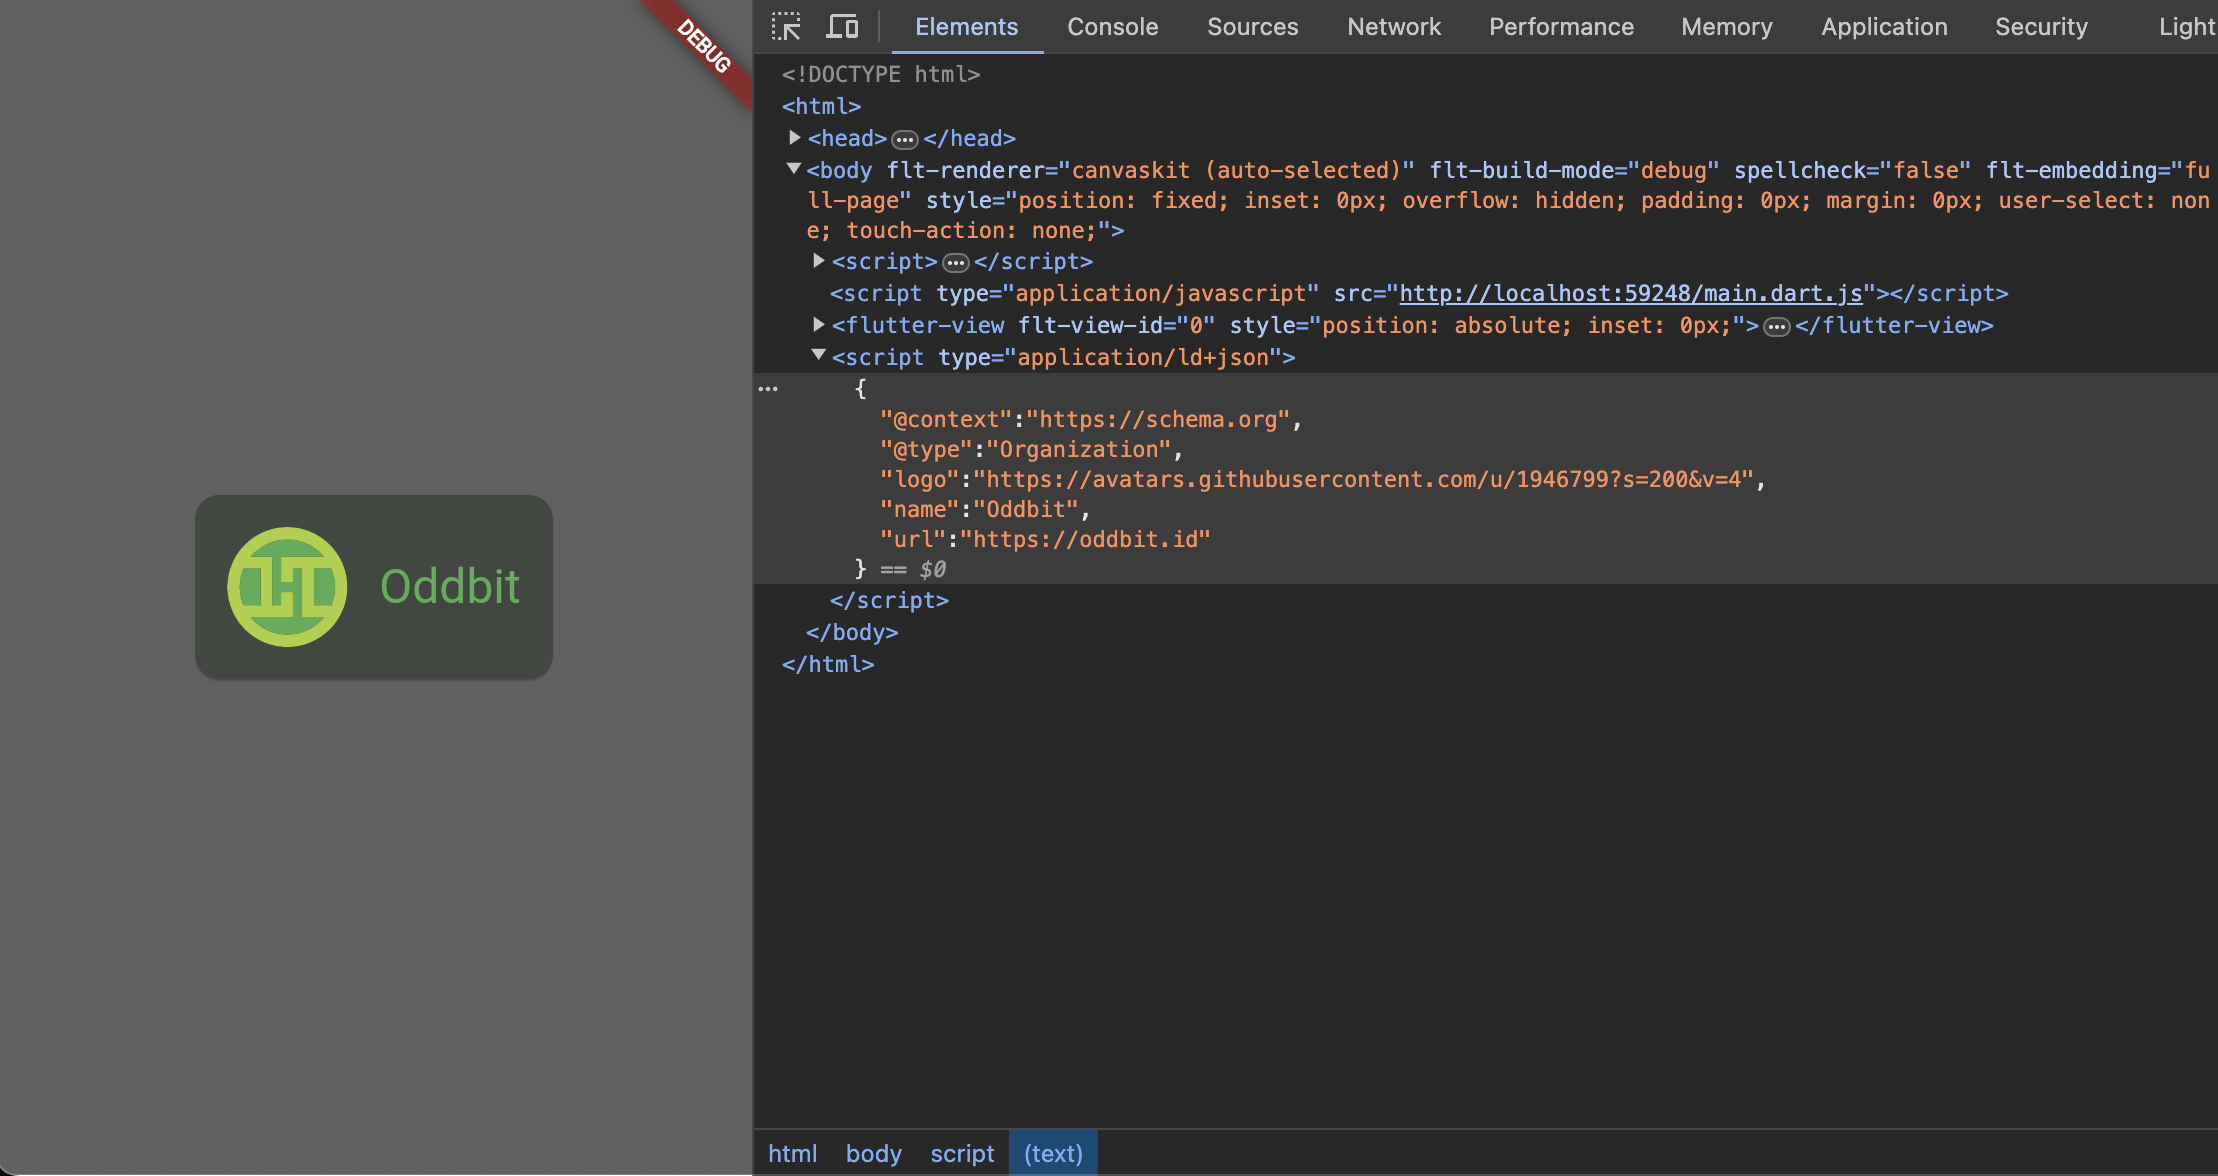 DEBUG
Oddbit
Elements Console Sources Network Performance Memory Application Security Light
<!DOCTYPE html>
<html>
<head> </head>
<body flt-renderer="canvaskit (auto-selected)" flt-build-mode="debug" spellcheck="false" flt-embedding="fu
ll-page" style="position: fixed; inset: 0px; overflow: hidden; padding: 0px; margin: 0px; user-select: non
e; touch-action: none;">
<script> </script>
<script type="application/javascript" src="http://localhost:59248/main.dart.js"></script>
<flutter-view flt-view-id="0" style="position: absolute; inset: 0px;"> </flutter-view>
<script type="application/ld+json">
{
"@context":"https://schema.org",
"@type":"Organization",
"logo":"https://avatars.githubusercontent.com/u/1946799?s=200&v=4",
"name":"Oddbit",
"url":"https://oddbit.id"
} == $0
</script>
</body>
</html>
html body script (text)